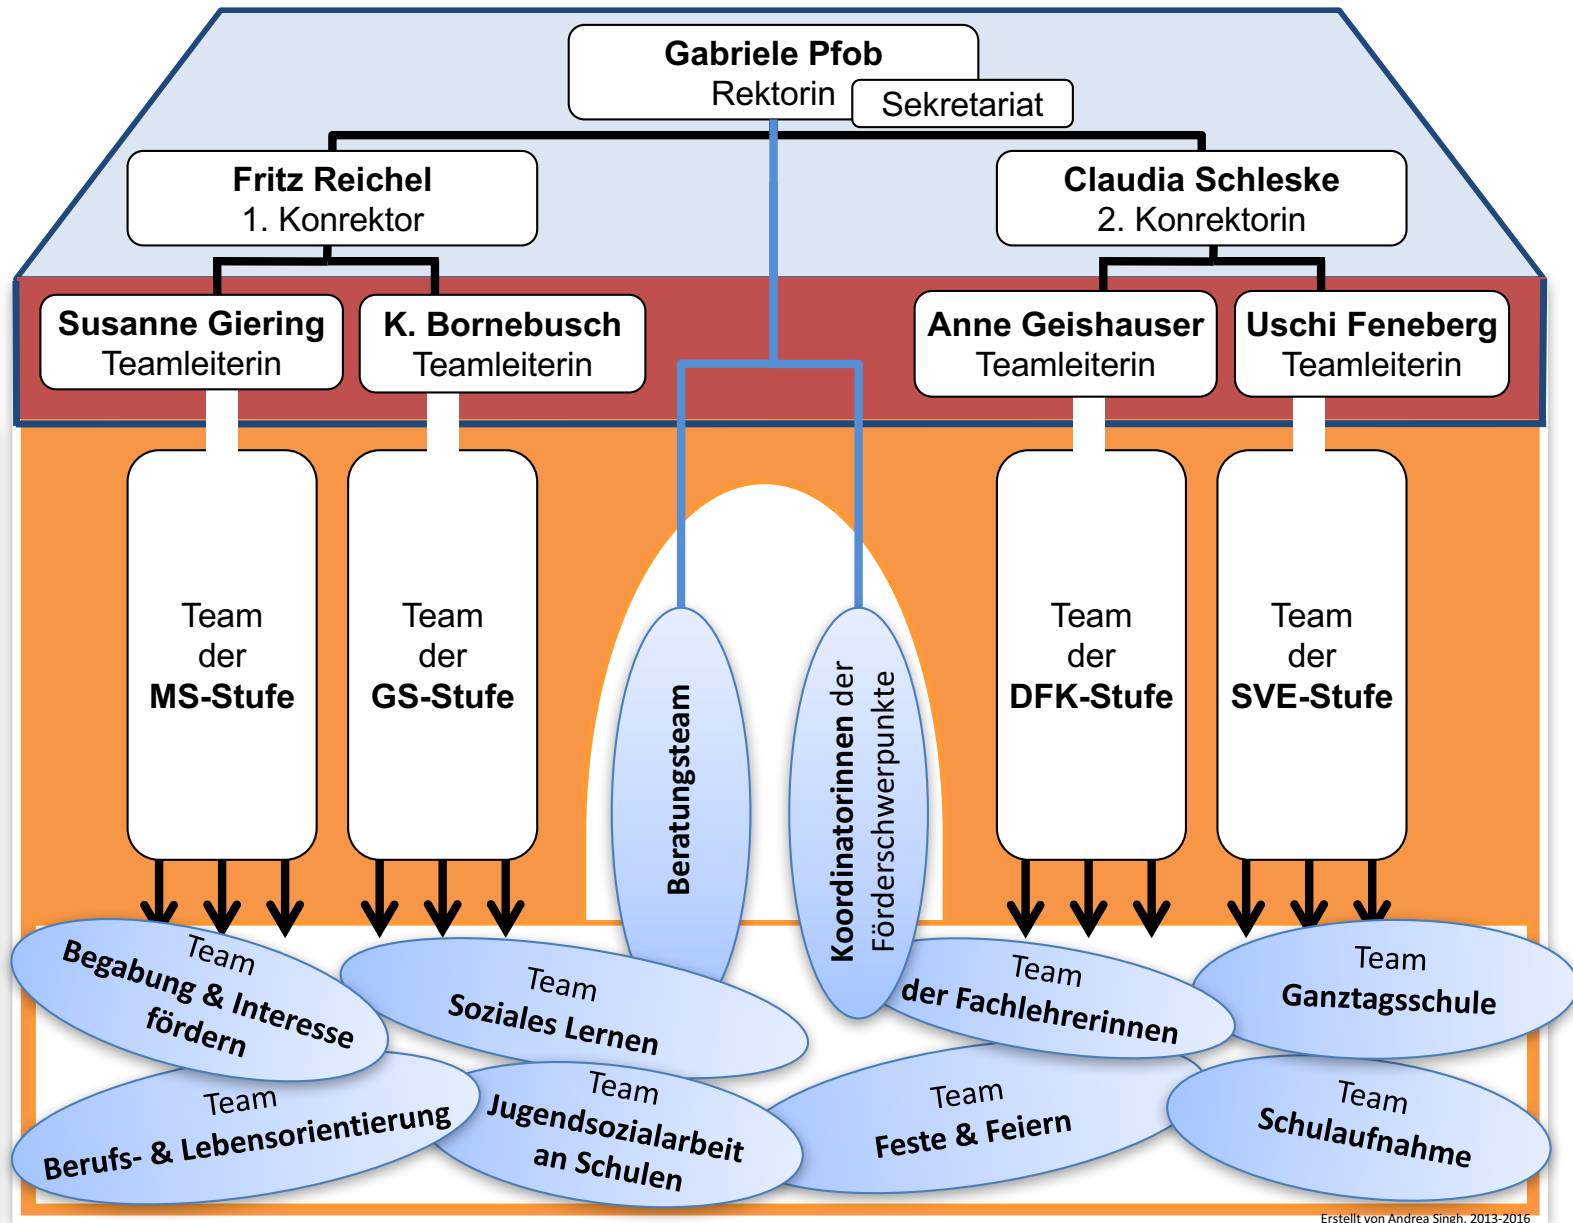 Gabriele Pfob
Rektorin
Sekretariat
Fritz Reichel
1. Konrektor
Claudia Schleske
2. Konrektorin
Susanne Giering
Teamleiterin
K. Bornebusch
Teamleiterin
Anne Geishauser
Teamleiterin
Uschi Feneberg
Teamleiterin
Team
der
MS-Stufe
Team
der
GS-Stufe
Beratungsteam
Koordinatorinnen der
Förderschwerpunkte
Team
der
DFK-Stufe
Team
der
SVE-Stufe
Team
Begabung & Interesse
fördern
Team
Soziales Lernen
Team
der Fachlehrerinnen
Team
Ganztagsschule
Team
Berufs- & Lebensorientierung
Team
Jugendsozialarbeit
an Schulen
Team
Feste & Feiern
Team
Schulaufnahme
Erstellt von Andrea Singh, 2013-2016